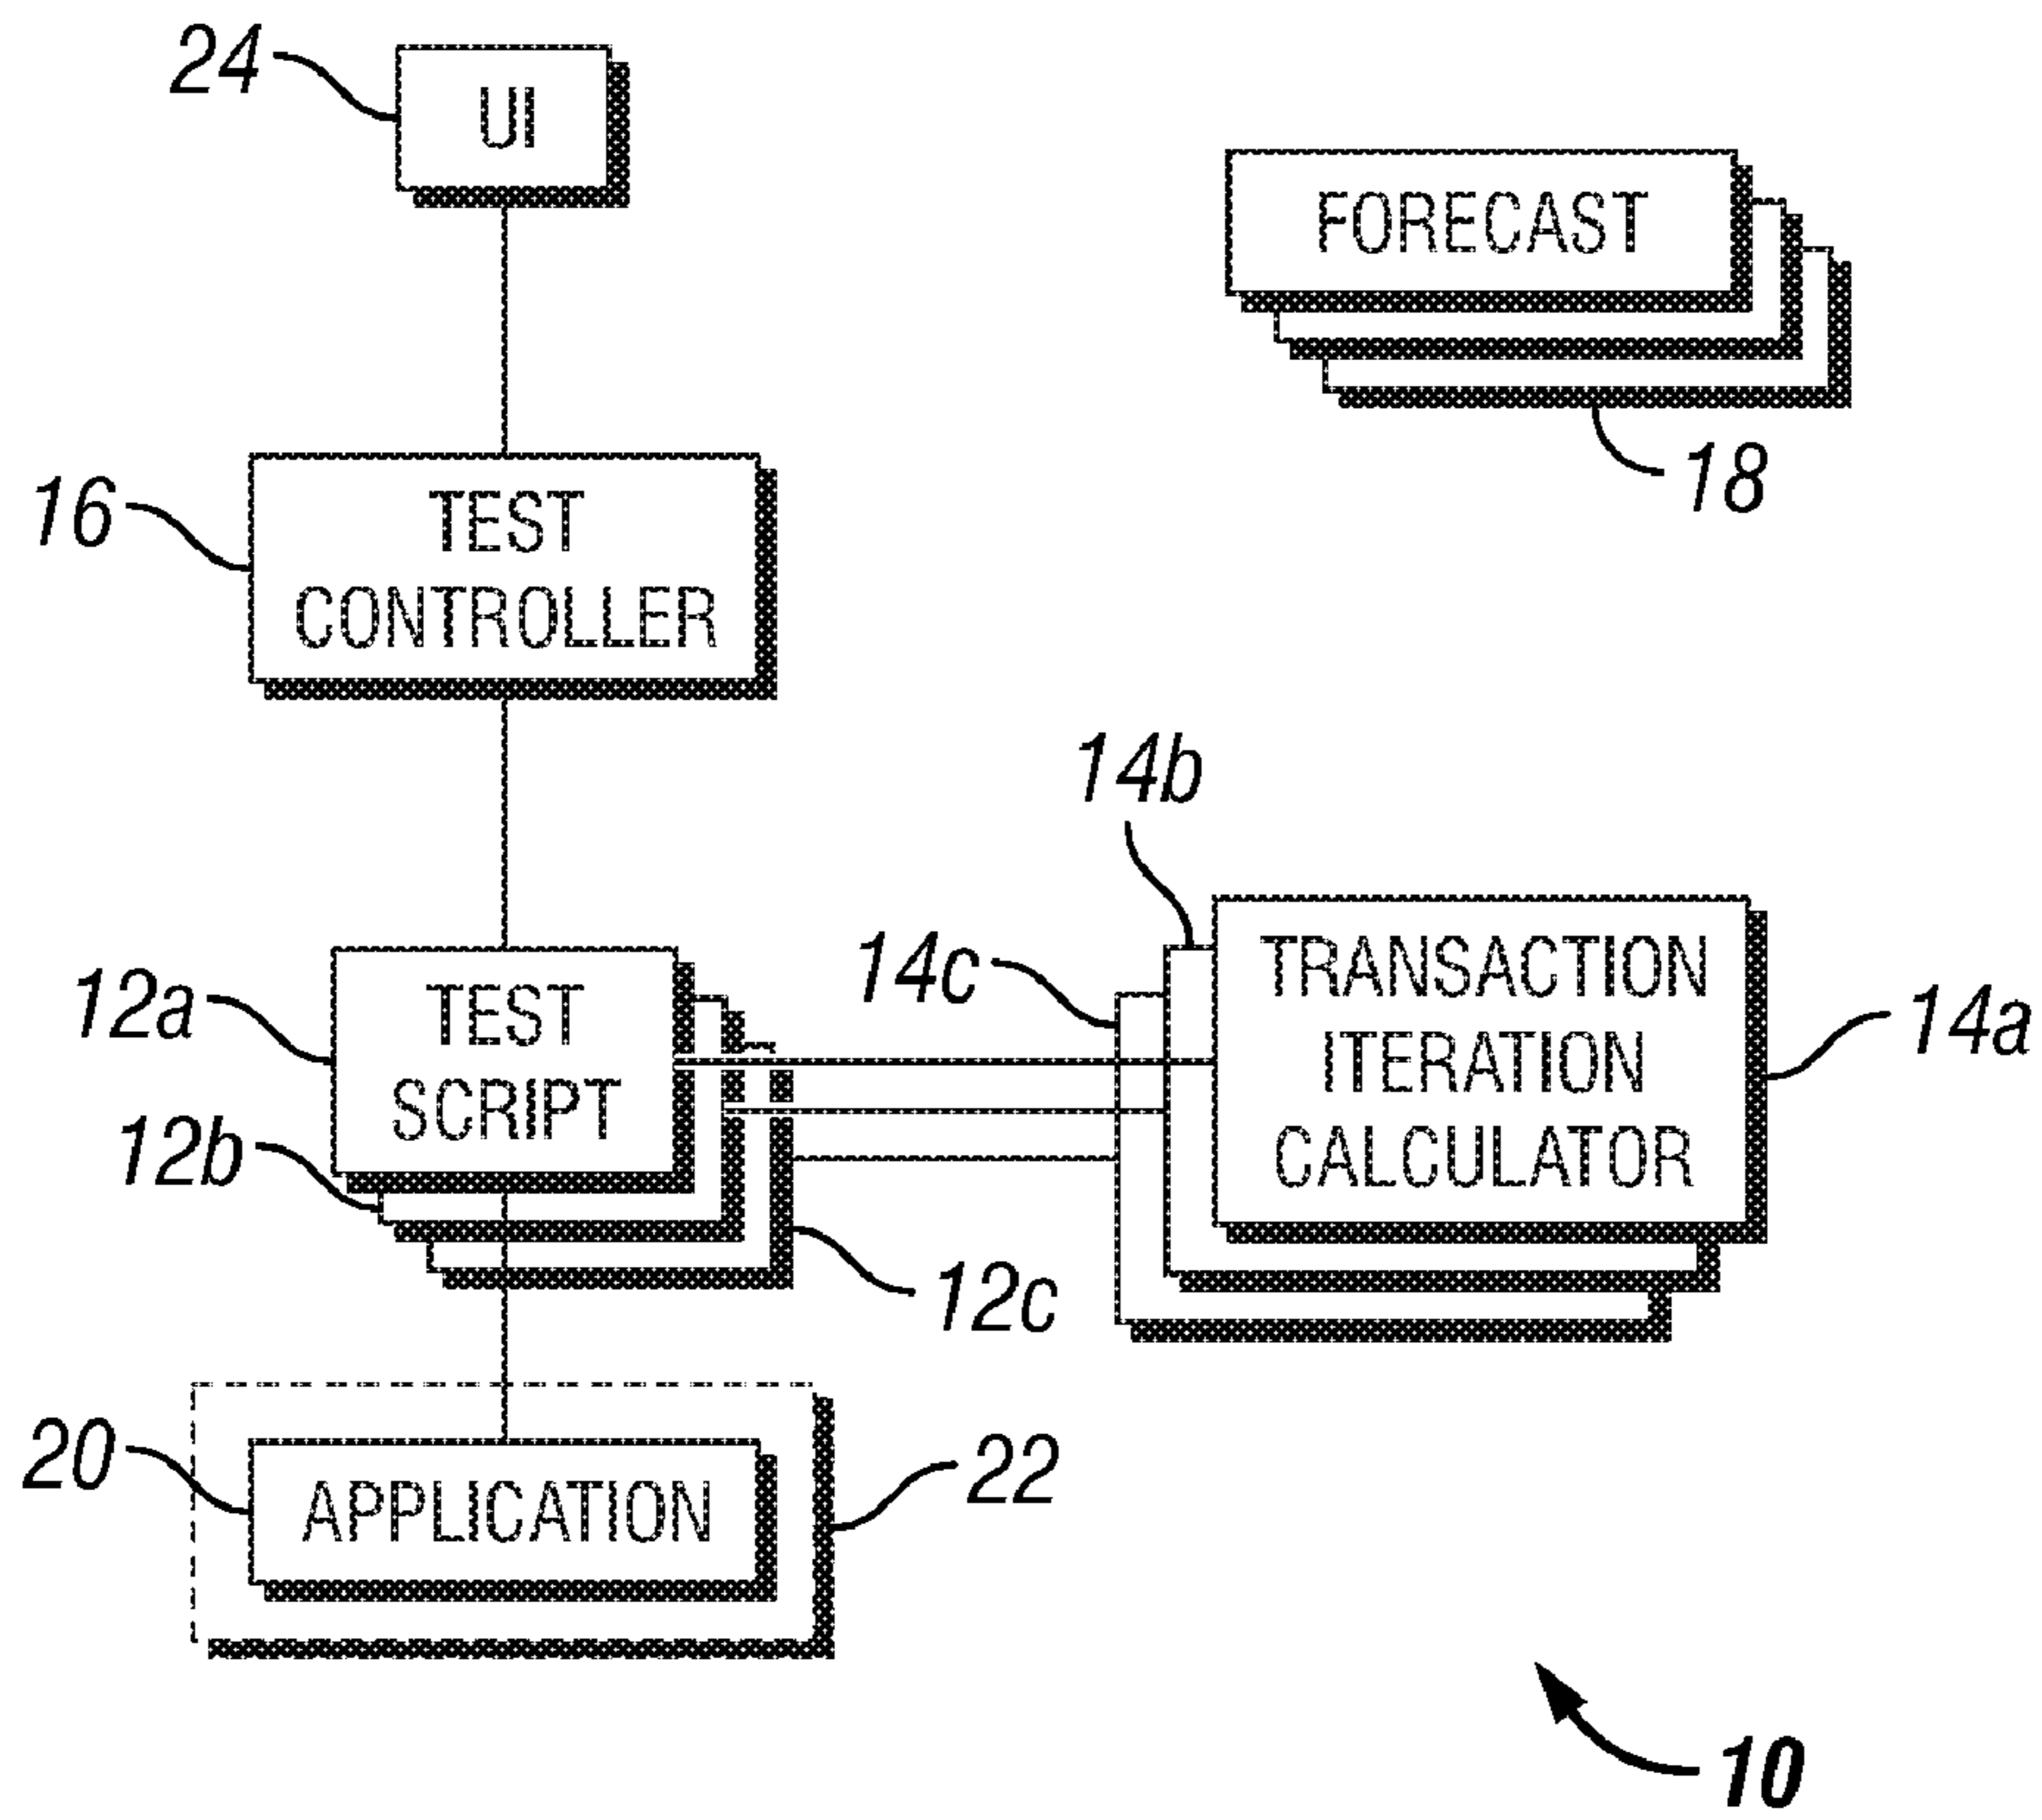 24
UI
FORECAST
18
16
TEST
CONTROLLER
14b
14c
12a
TEST
SCRIPT
TRANSACTION
ITERATION
CALCULATOR
14a
12b
12c
20
APPLICATION
22
10